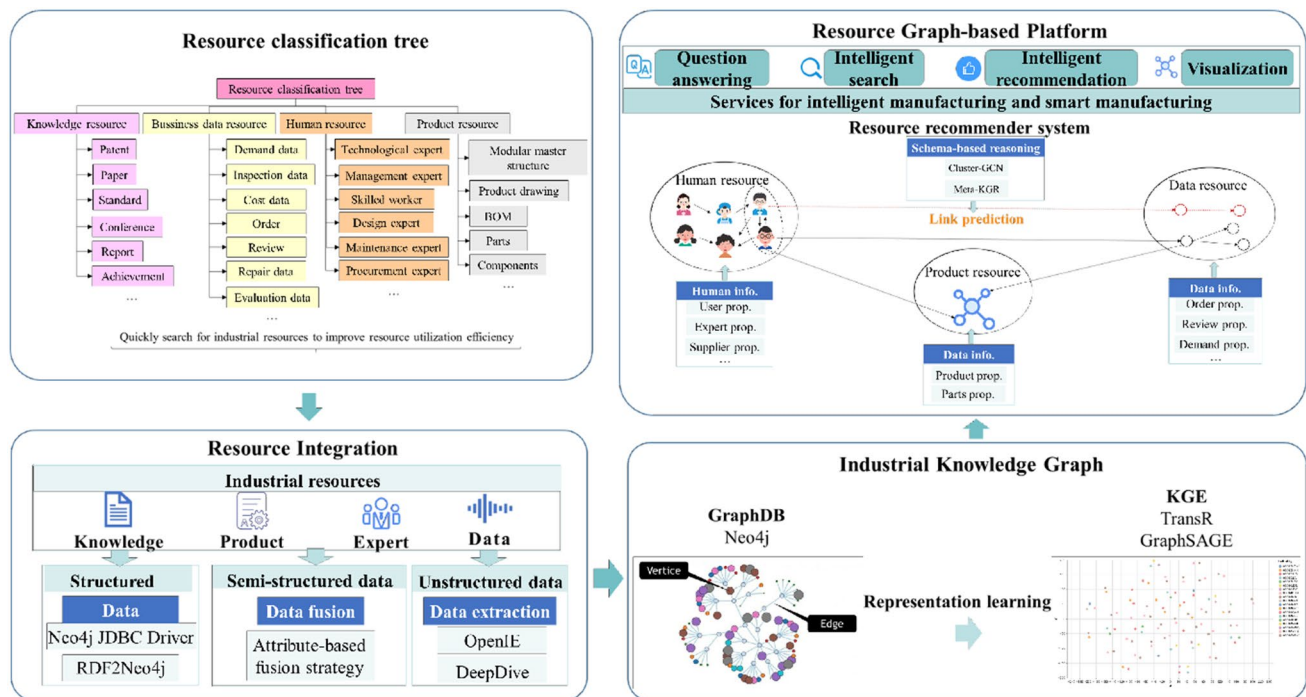 Resource classification tree
Resource classification tree
Knowledge resource
Bussiness data resource
Human resource
Product resource
Patent
Paper
Standard
Conference
Report
Achievement
…
Demand data
Inspection data
Cost data
Order
Review
Repair data
Evaluation data
…
Technological expert
Management expert
Skilled worker
Design expert
Maintenance expert
Procurement expert
…
Modular master
structure
Product drawing
BOM
Parts
Components
…
Quickly search for industrial resources to improve resource utilization efficiency
Resource Integration
Industrial resources
Knowledge
Product
Expert
Data
Structured
Data
Neo4j JDBC Driver
RDF2Neo4j
Semi-structured data
Data fusion
Attribute-based
fusion strategy
Unstructured data
Data extraction
OpenIE
DeepDive
Industrial Knowledge Graph
GraphDB
Neo4j
Vertice
Edge
Representation learning
KGE
TransR
GraphSAGE
Resource Graph-based Platform
Q
A
Question
answering
Intelligent
search
Intelligent
recommendation
Visualization
Services for intelligent manufacturing and smart manufacturing
Resource recommender system
Schema-based reasoning
Cluster-GCN
Meta-KGR
Link prediction
Human resource
Data resource
Product resource
Human info.
User prop.
Expert prop.
Supplier prop.
…
Data info.
Product prop.
Parts prop.
Data info.
Order prop.
Review prop.
Demand prop.
…